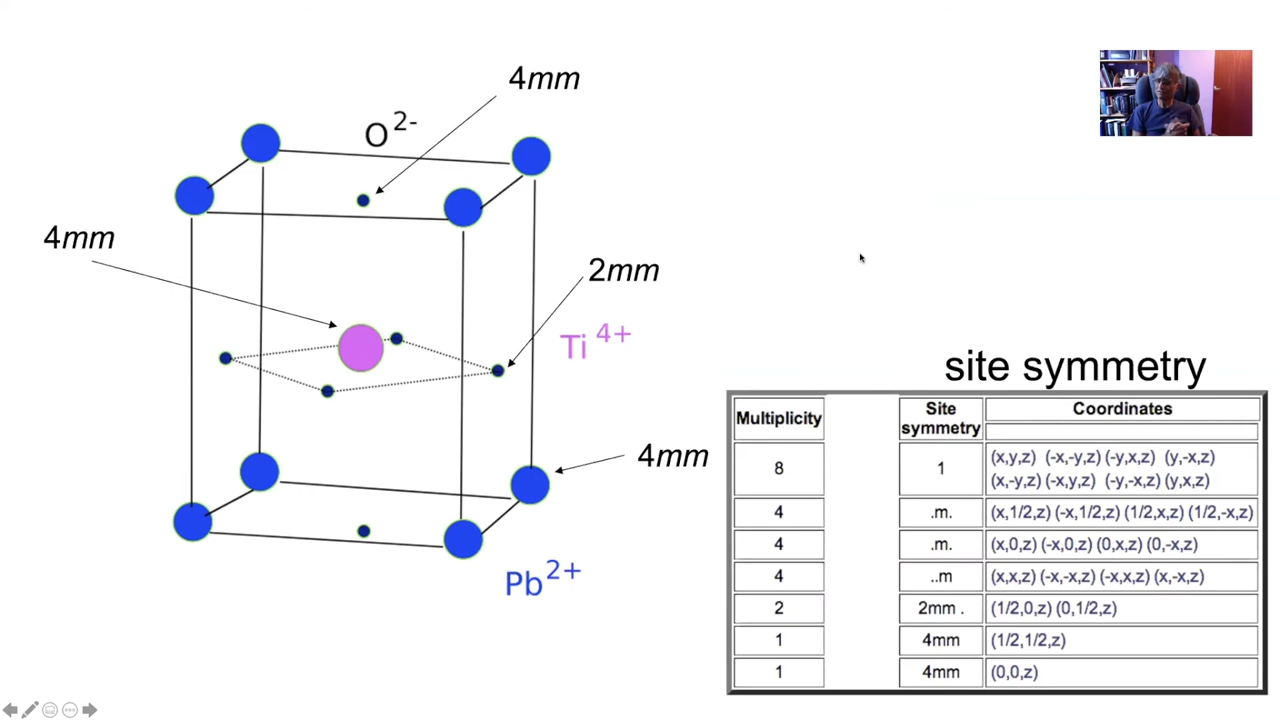 4mm
O2-
4mm
2mm
Ti4+
4mm
Pb2+
site symmetry
Multiplicity Site symmetry Coordinates
8 1 (x,y,z) (-x,-y,z) (-y,x,z) (y,-x,z)
(x,-y,z) (-x,y,z) (-y,-x,z) (y,x,z)
4 .m. (x,1/2,z) (-x,1/2,z) (1/2,x,z) (1/2,-x,z)
4 .m. (x,0,z) (-x,0,z) (0,x,z) (0,-x,z)
4 ..m (x,x,z) (-x,-x,z) (-x,x,z) (x,-x,z)
2 2mm . (1/2,0,z) (0,1/2,z)
1 4mm (1/2,1/2,z)
1 4mm (0,0,z)